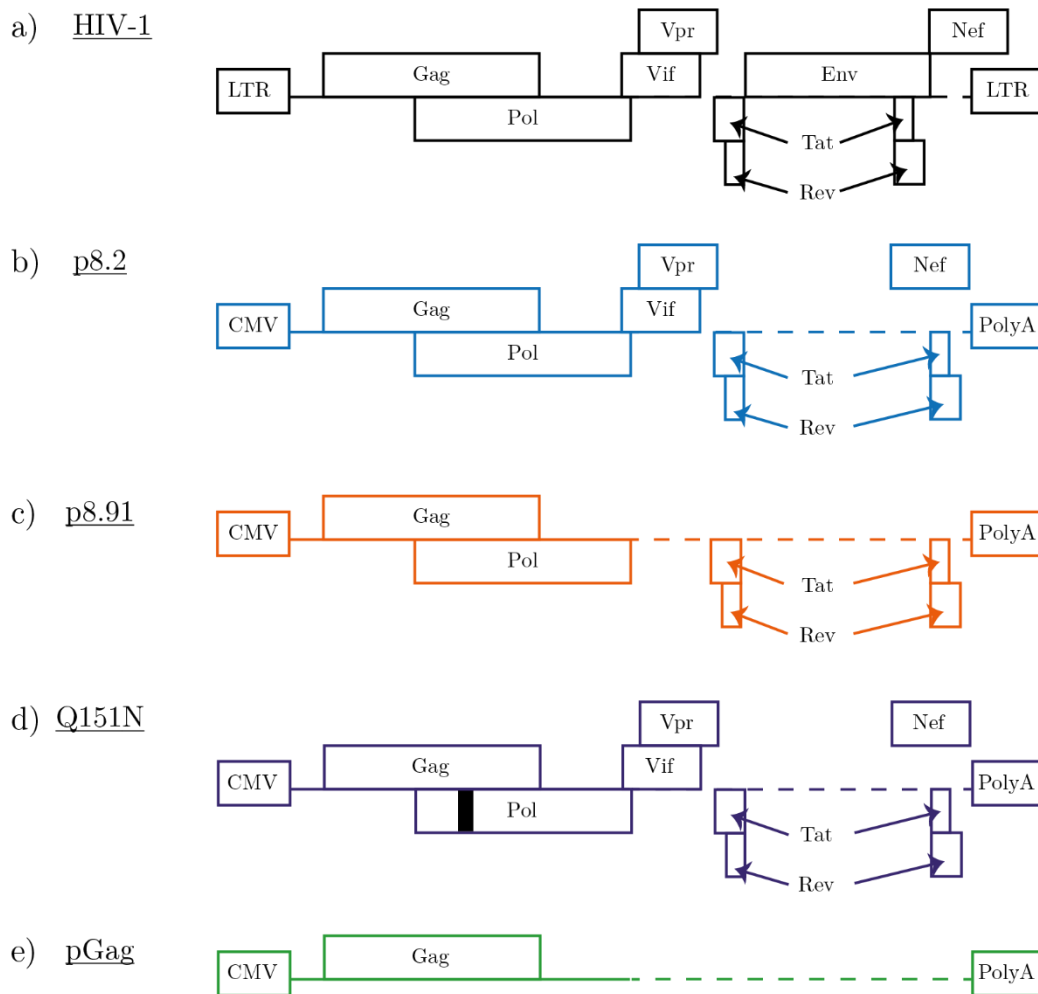 a) HIV-1
Vpr Nef
LTR Gag Vif Env LTR
Pol
Tat
Rev
b) p8.2
Vpr Nef
CMV Gag Vif PolyA
Pol
Tat
Rev
c) p8.91
CMV Gag PolyA
Pol
Tat
Rev
d) Q151N
Vpr Nef
CMV Gag Vif PolyA
Pol
Tat
Rev
e) pGag
CMV Gag PolyA